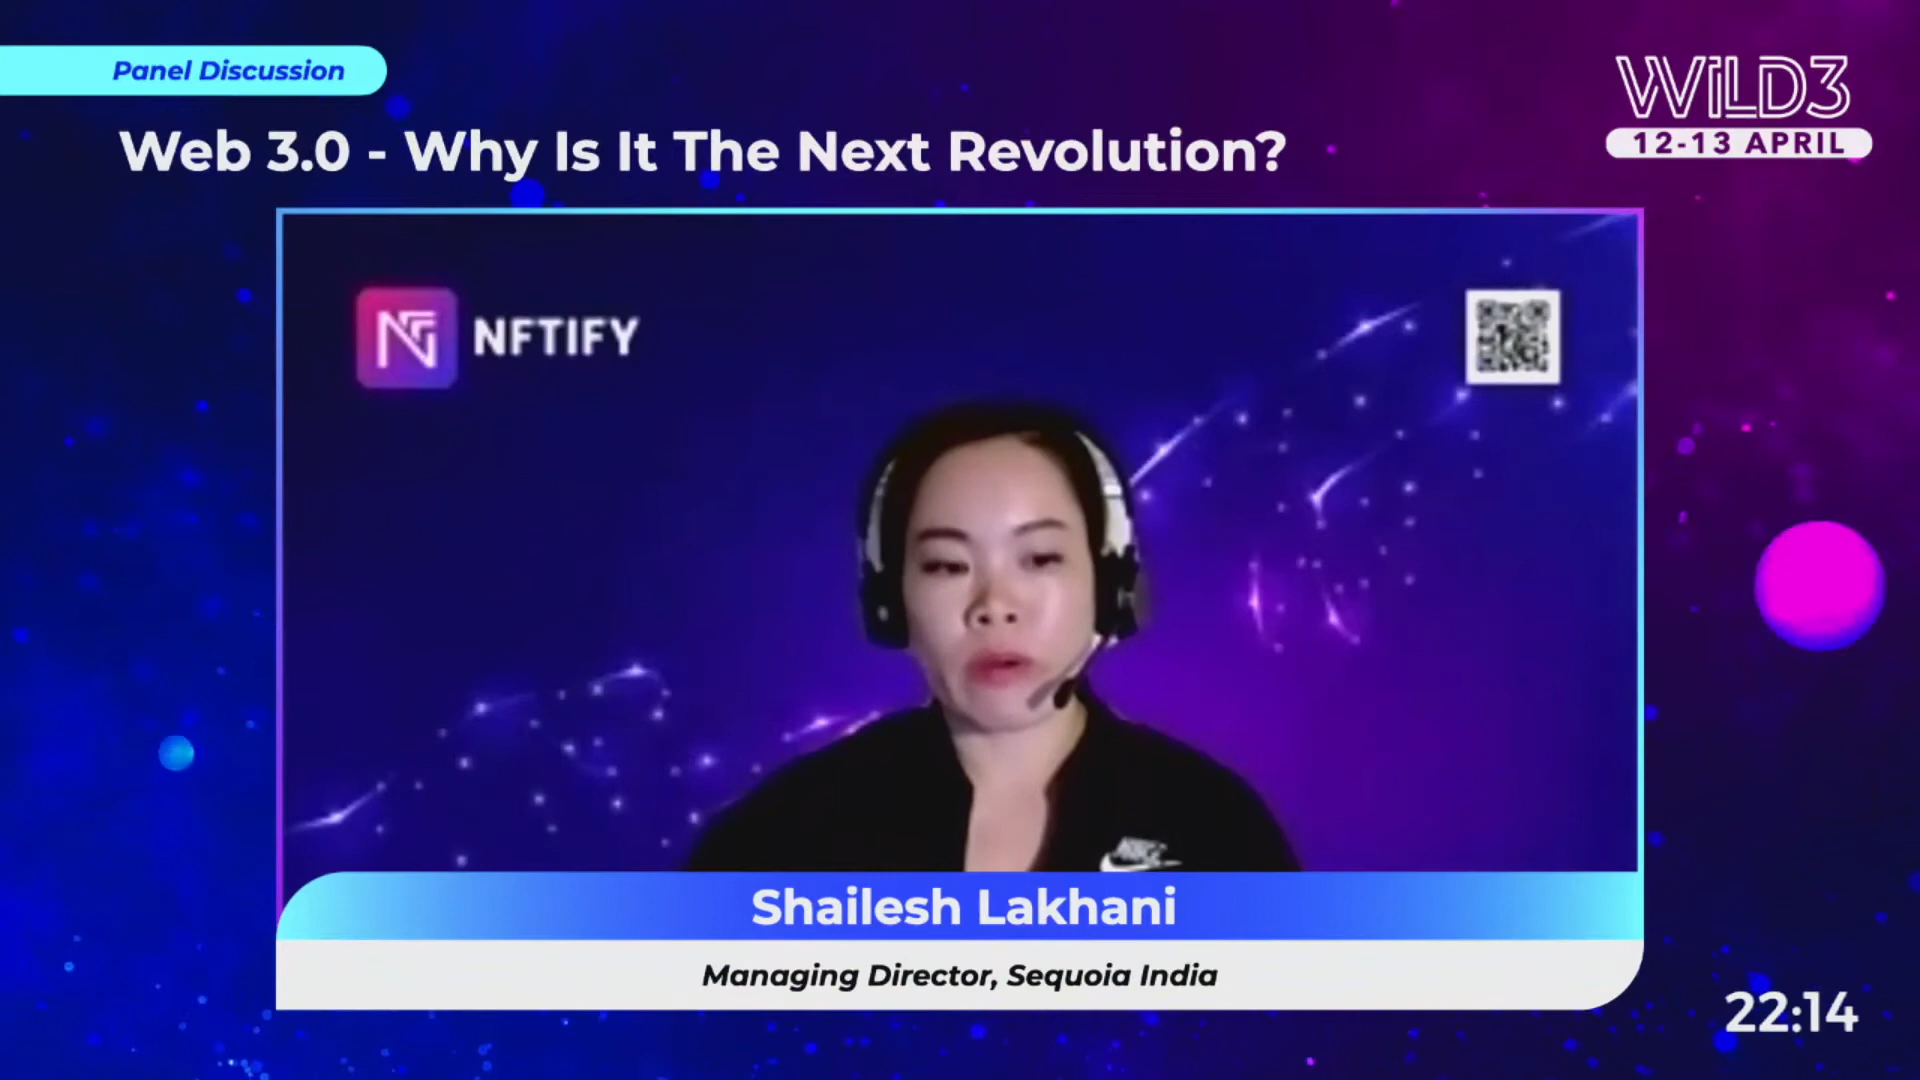 Panel Discussion
WILD3
12-13 APRIL
Web 3.0 - Why Is It The Next Revolution?
NFTIFY
NIKE
Shailesh Lakhani
Managing Director, Sequoia India
22:14